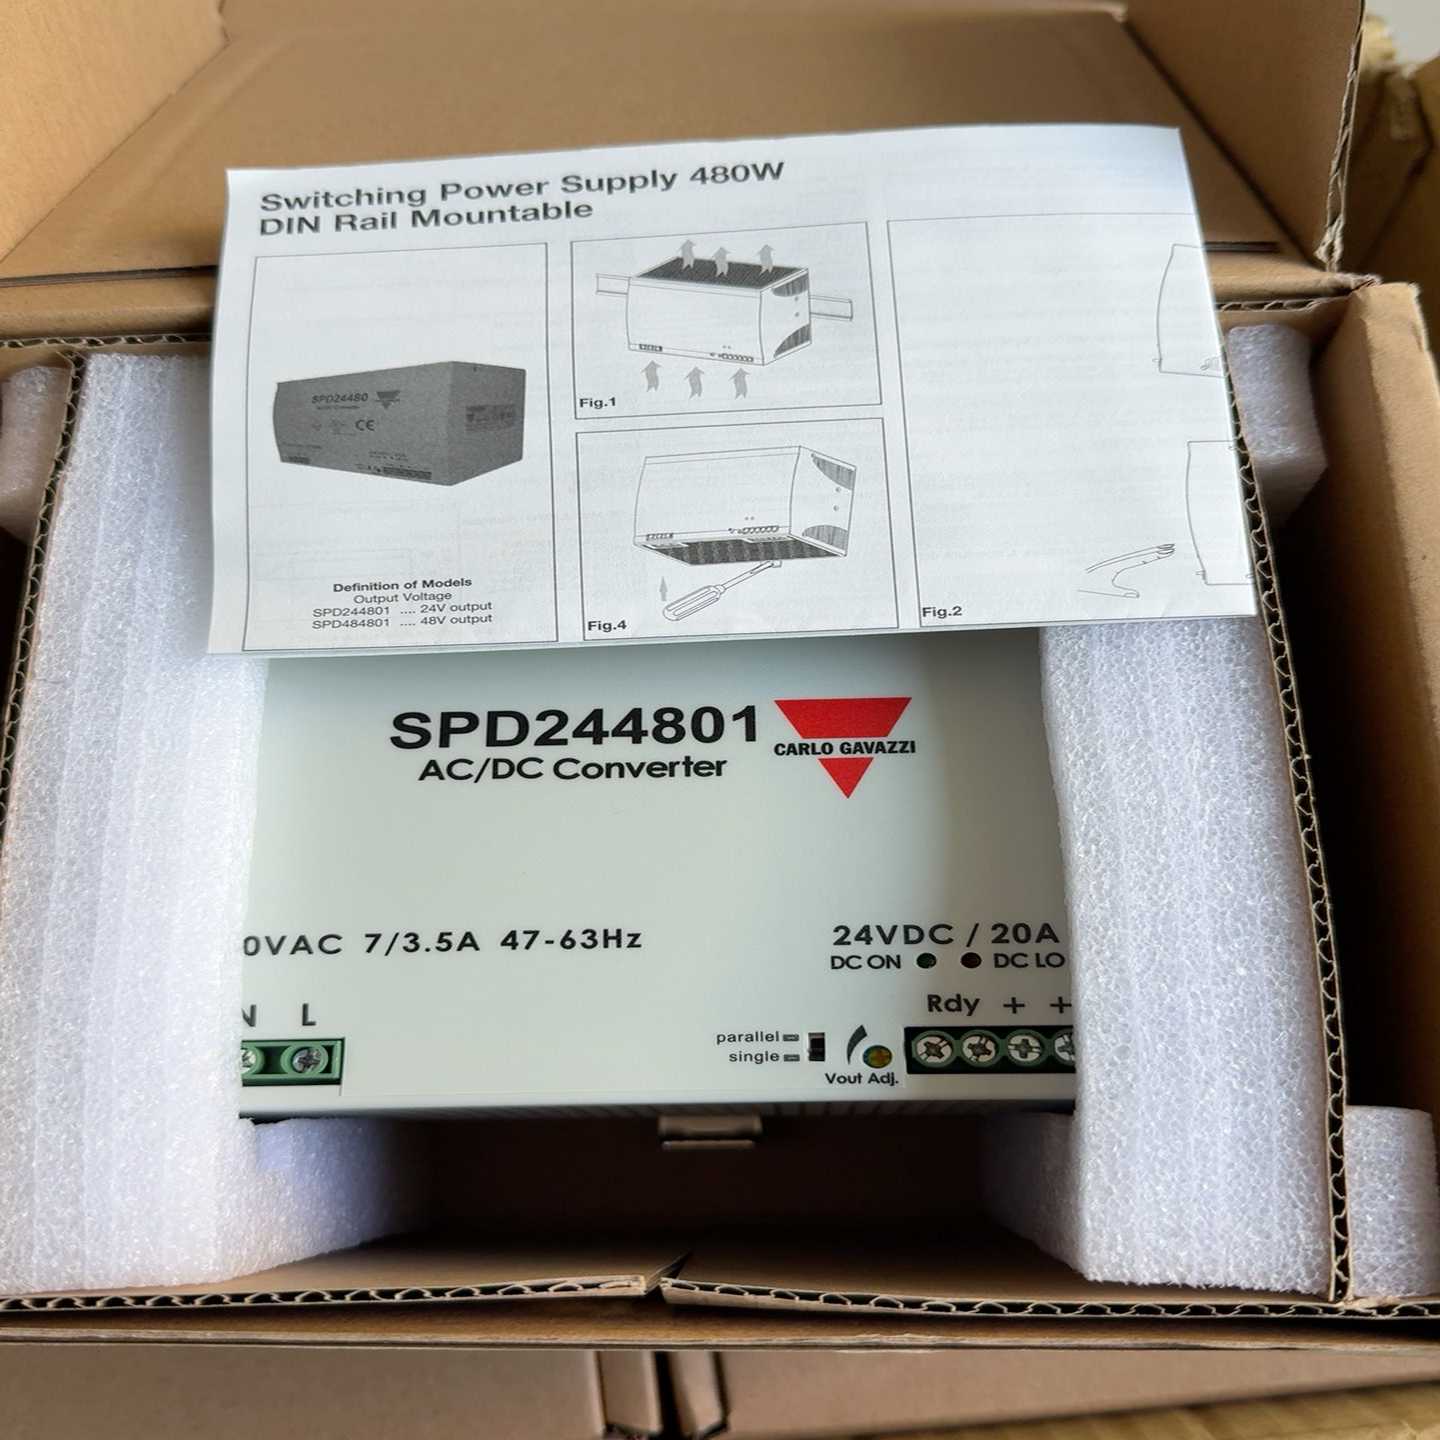 Switching Power Supply 480W
DIN Rail Mountable
SPD24480
CE
Definition of Models
Output Voltage
SPD244801 .... 24V output
SPD484801 .... 48V output
Fig.1
Fig.4
Fig.2
SPD244801
AC/DC Converter
CARLO GAVAZZI
0VAC 7/3.5A 47-63Hz
24VDC / 20A
DC ON DC LO
N L
Rdy + +
parallel
single
Vout Adj.